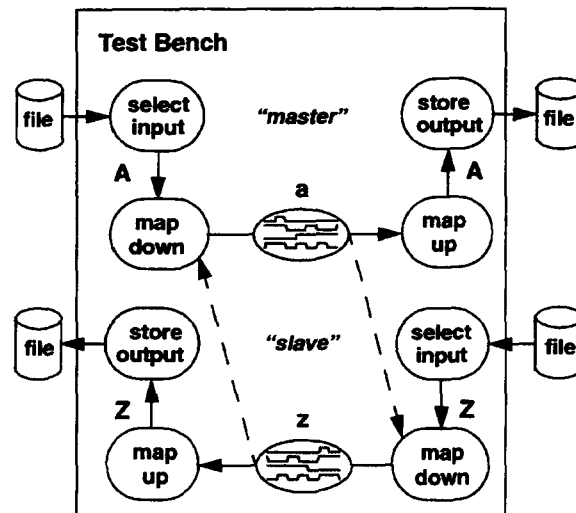 Test Bench
file
select
input
"master"
store
output
file
A
a
A
map
down
map
up
file
store
output
"slave"
select
input
file
Z
z
Z
map
up
map
down